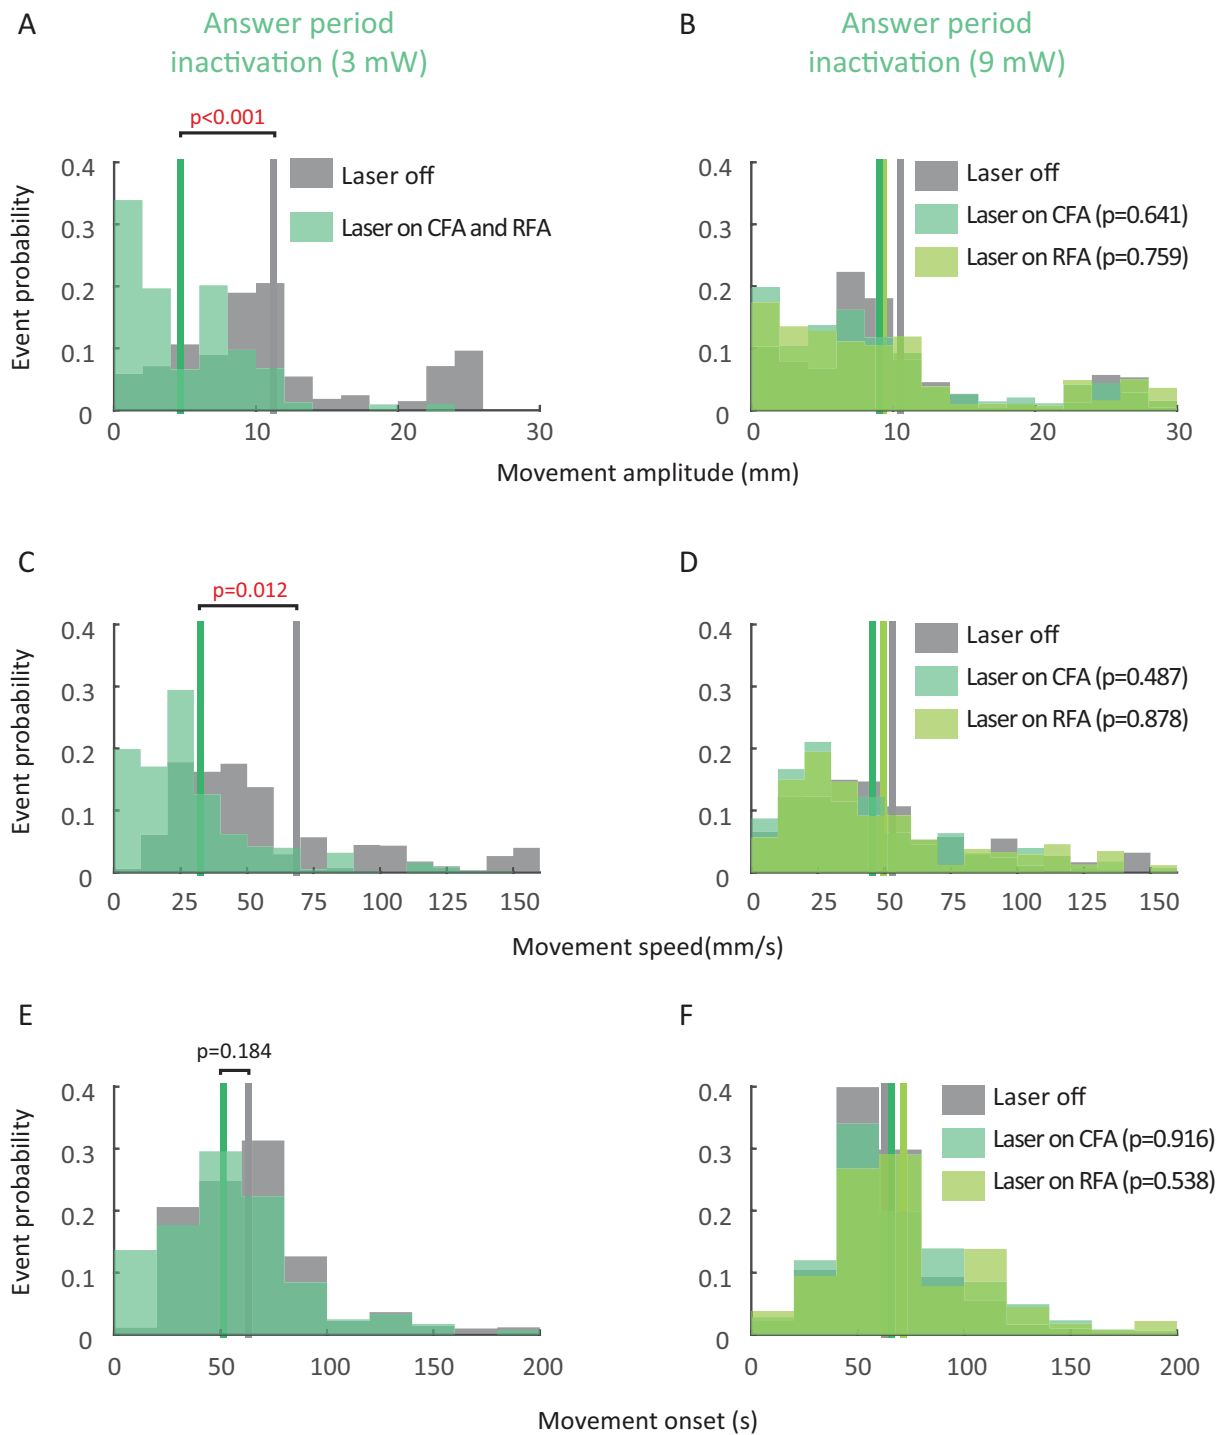 A
Answer period
inactivation (3 mW)
p<0.001
Laser off
Laser on CFA and RFA
Event probability
0.4
0.3
0.2
0.1
0
0
10
20
30
B
Answer period
inactivation (9 mW)
Laser off
Laser on CFA (p=0.641)
Laser on RFA (p=0.759)
0.4
0.3
0.2
0.1
0
0
10
20
30
Movement amplitude (mm)
C
p=0.012
Event probability
0.4
0.3
0.2
0.1
0
0
25
50
75
100
125
150
D
Laser off
Laser on CFA (p=0.487)
Laser on RFA (p=0.878)
0.4
0.3
0.2
0.1
0
0
25
50
75
100
125
150
Movement speed(mm/s)
E
p=0.184
Event probability
0.4
0.3
0.2
0.1
0
0
50
100
150
200
F
Laser off
Laser on CFA (p=0.916)
Laser on RFA (p=0.538)
0.4
0.3
0.2
0.1
0
0
50
100
150
200
Movement onset (s)